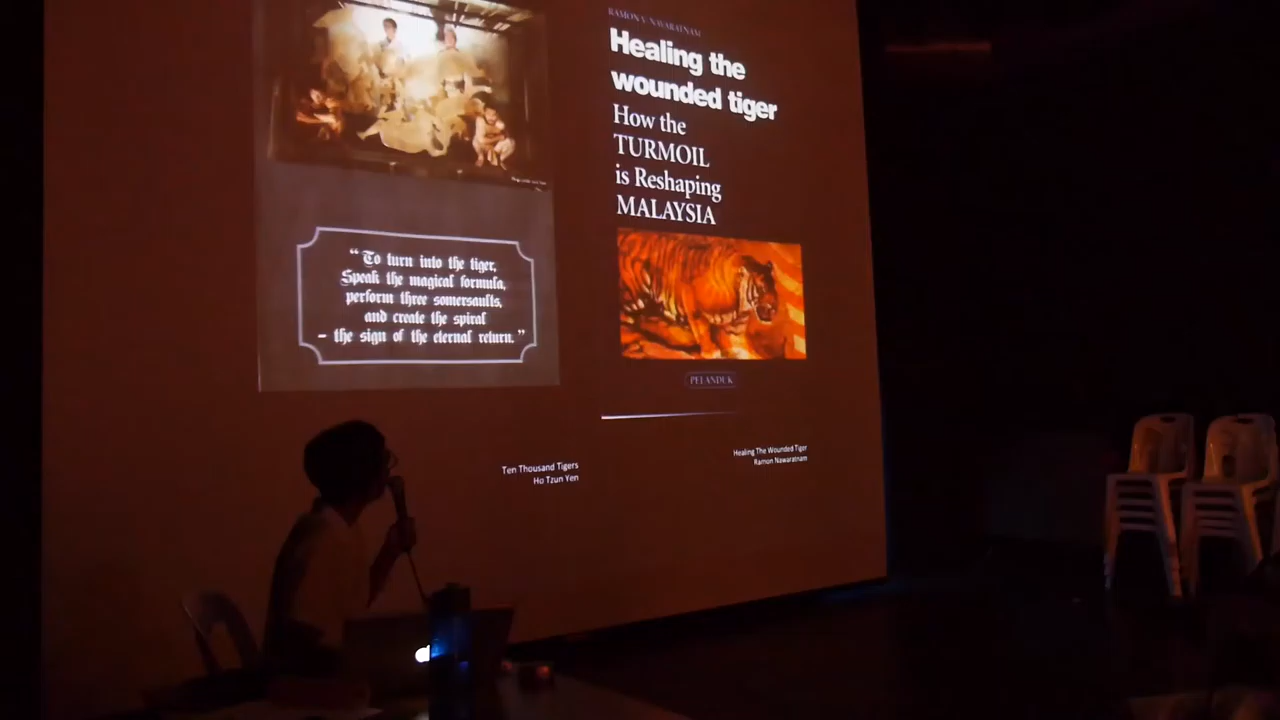 “To turn into the tiger,
Speak the magical formula,
perform three somersaults,
and create the spiral
– the sign of the eternal return.”
Ten Thousand Tigers
Ho Tzun Yen
RAMON V. NAVARATNAM
Healing the
wounded tiger
How the
TURMOIL
is Reshaping
MALAYSIA
PELANDUK
Healing The Wounded Tiger
Ramon Nawaratnam